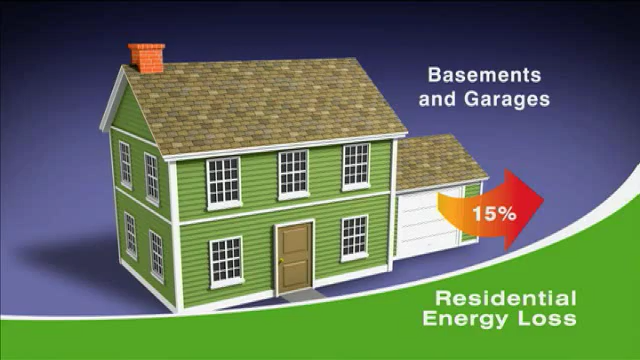 Basements
and Garages
15%
Residential
Energy Loss